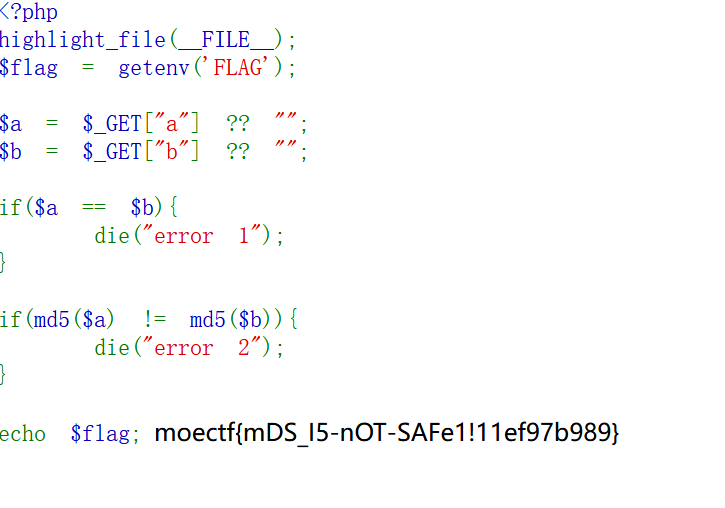 <?php
highlight_file(__FILE__);
$flag = getenv('FLAG');
$a = $_GET["a"] ?? "";
$b = $_GET["b"] ?? "";
if($a == $b){
die("error 1");
}
if(md5($a) != md5($b)){
die("error 2");
}
echo $flag; moectf{mDS_I5-nOT-SAFe1!11ef97b989}